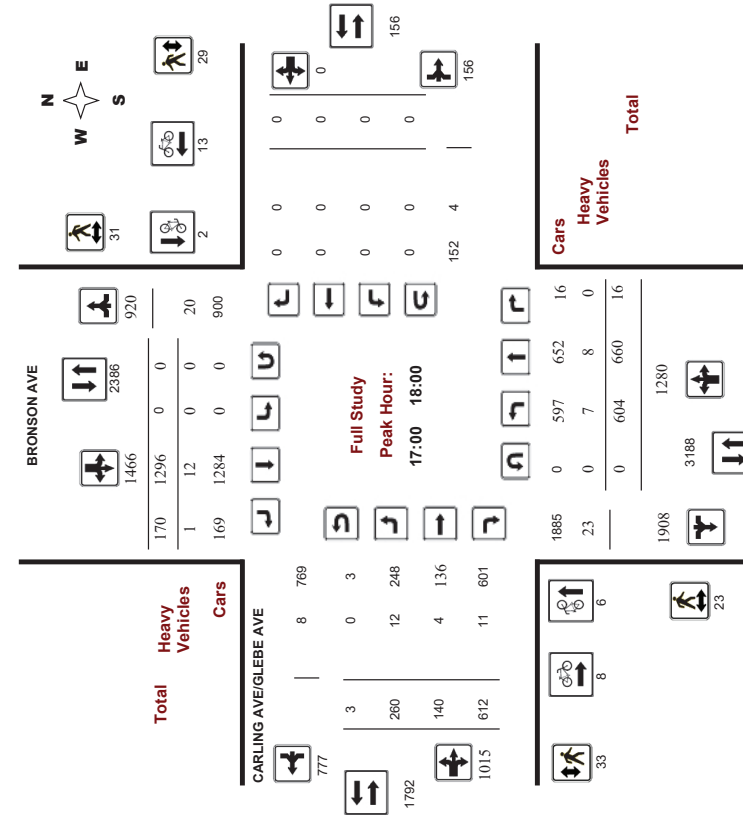 BRONSON AVE
N
W E
S
31
29
2
13
1466
2386
920
170 1296 0 0
1 12 0 0 20
169 1284 0 0 900
Total
Heavy
Vehicles
Cars
CARLING AVE/GLEBE AVE
777
8 769
3 0 3
260 12 248
140 4 136
612 11 601
1792
1015
Full Study
Peak Hour:
17:00 18:00
0 0 0
0 0 0
0 0 0
0 0 0
152 4
0
156
156
Cars
Heavy
Vehicles
Total
1885 0 597 652 16
23 0 7 8 0
0 604 660 16
1908
3188
1280
33
8
6
23